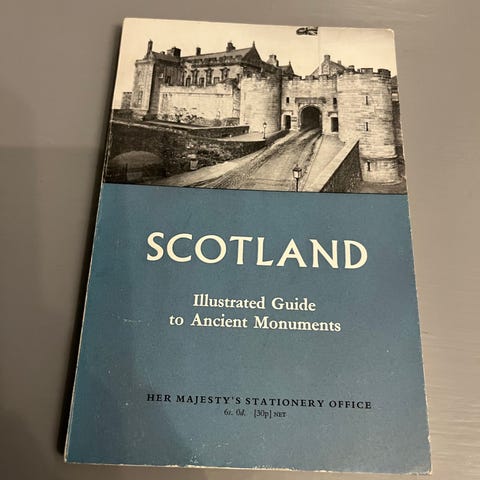 SCOTLAND
Illustrated Guide
to Ancient Monuments
HER MAJESTY'S STATIONERY OFFICE
6s. 0d. [30p] NET